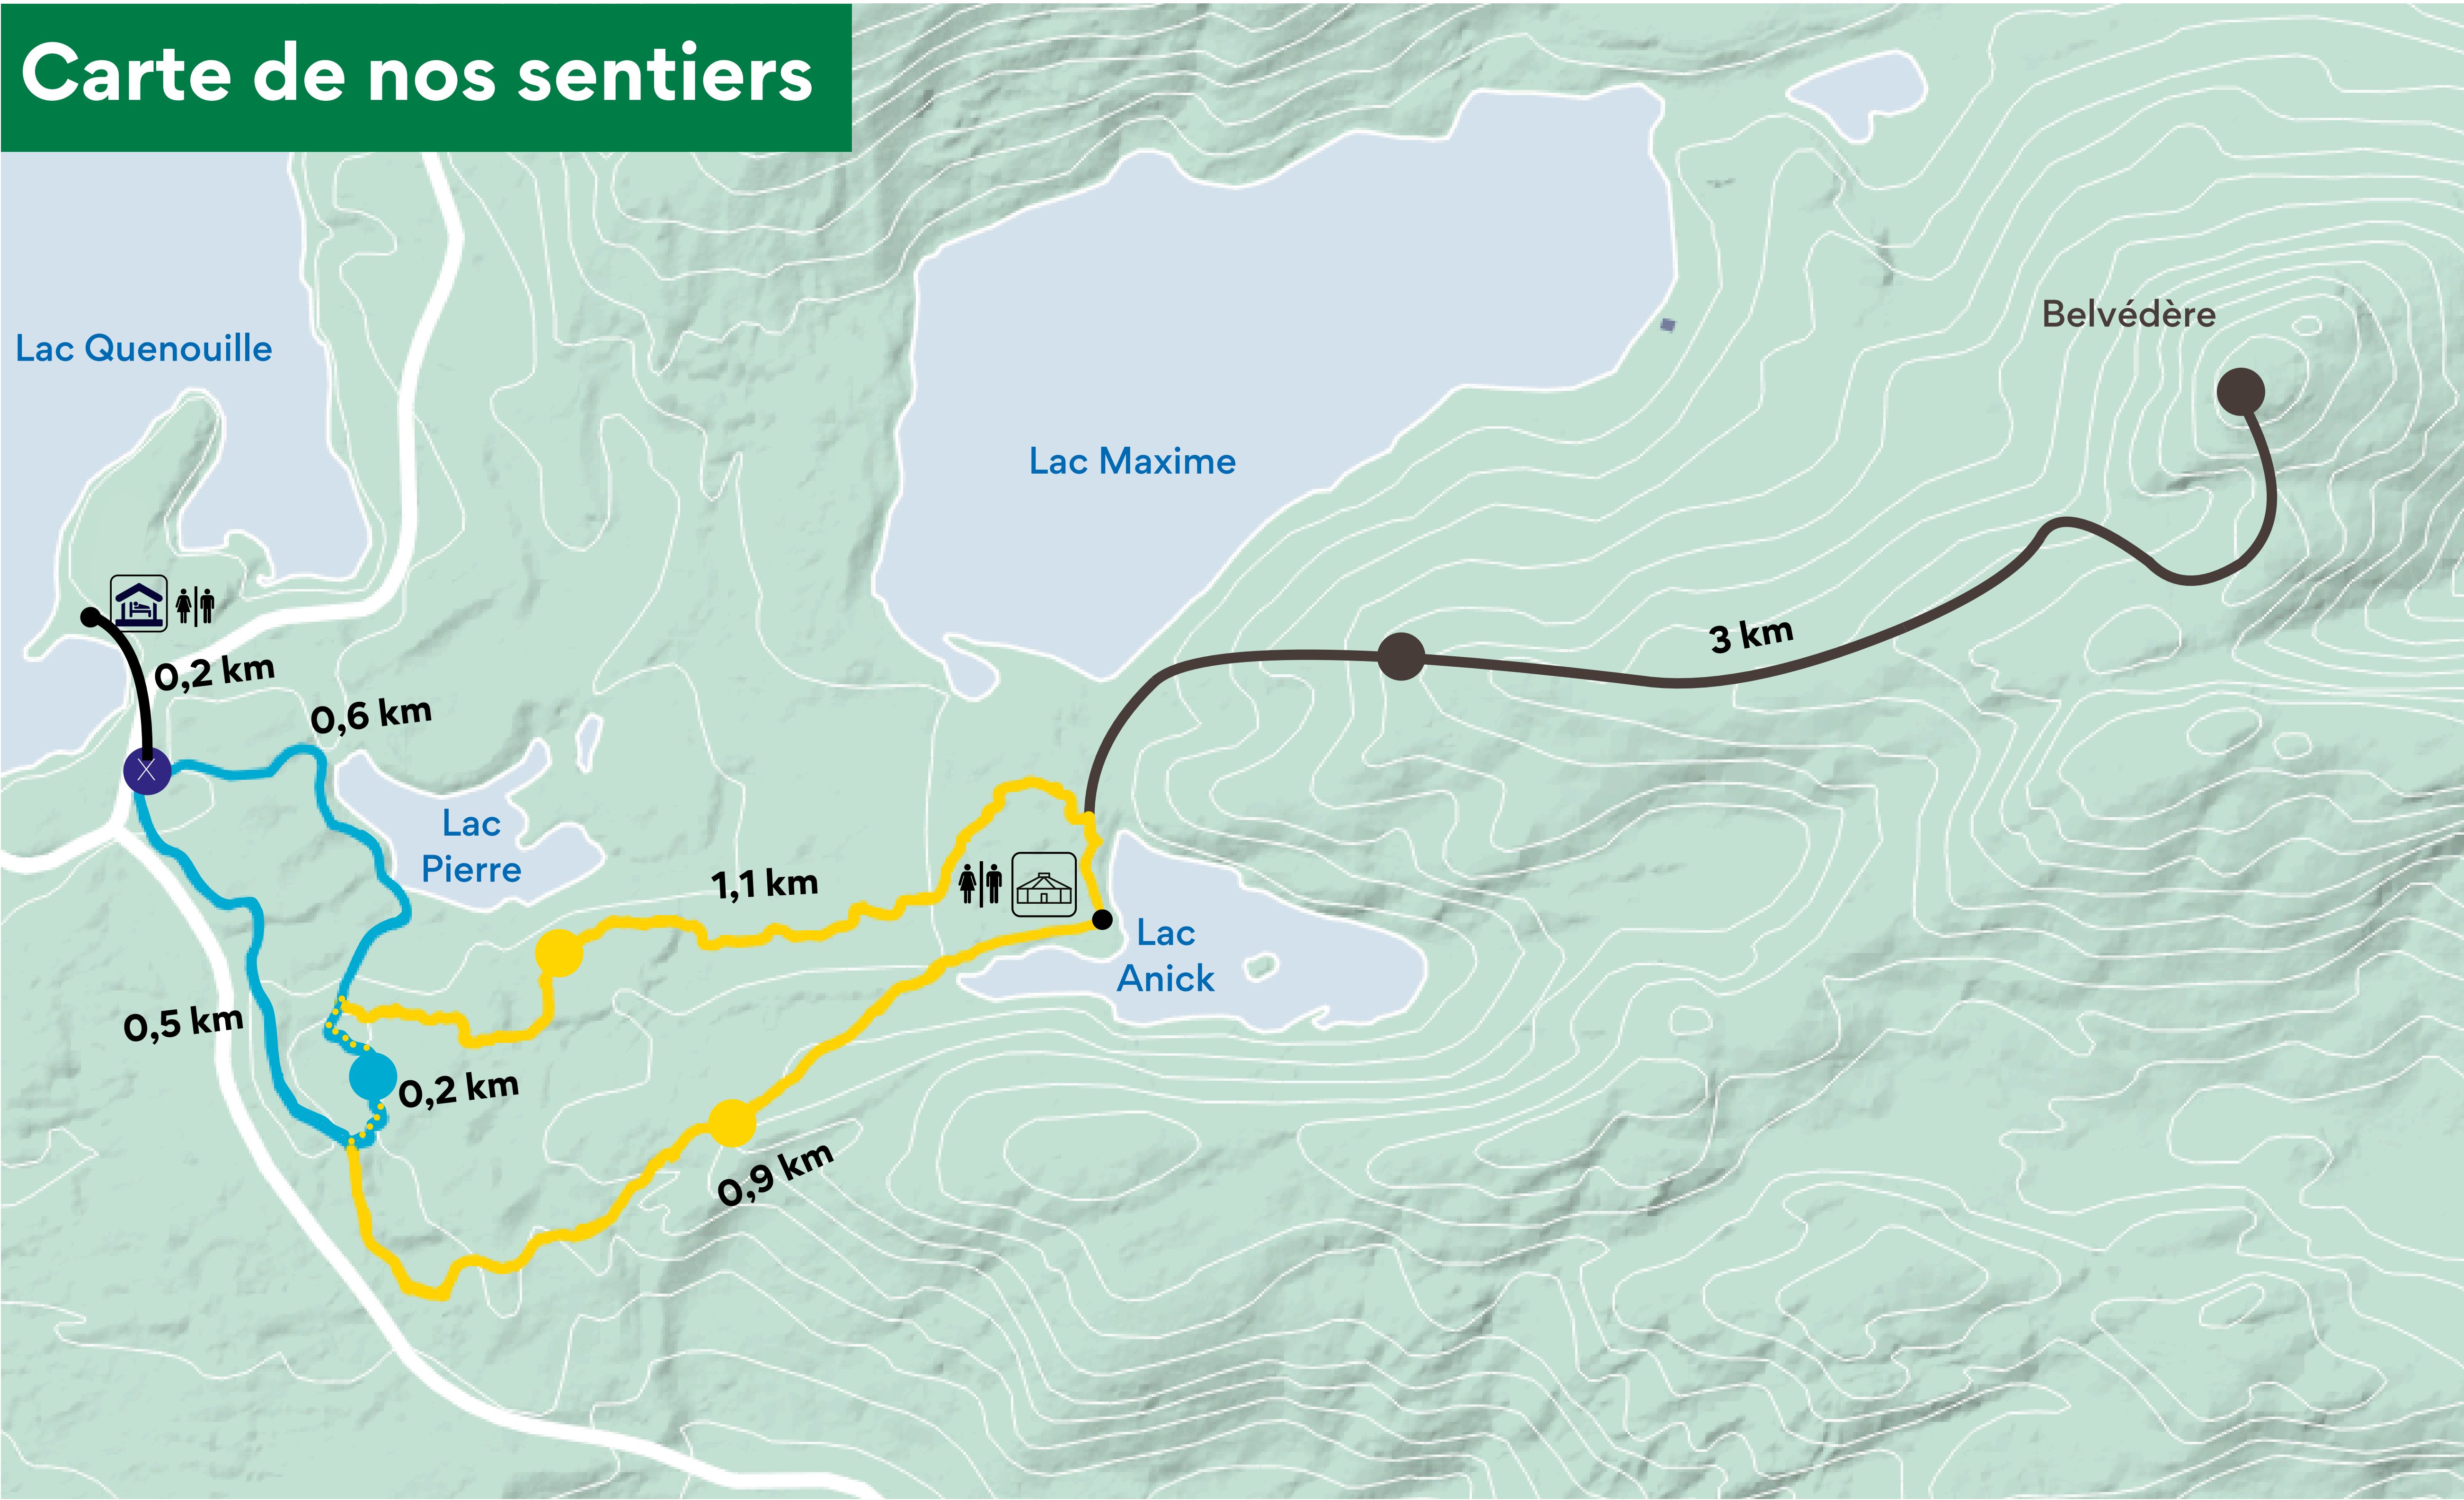 Carte de nos sentiers
Belvédère
Lac Quenouille
Lac Maxime
3 km
0,2 km
0,6 km
X
Lac
Pierre
1,1 km
Lac
Anick
0,5 km
0,2 km
0,9 km